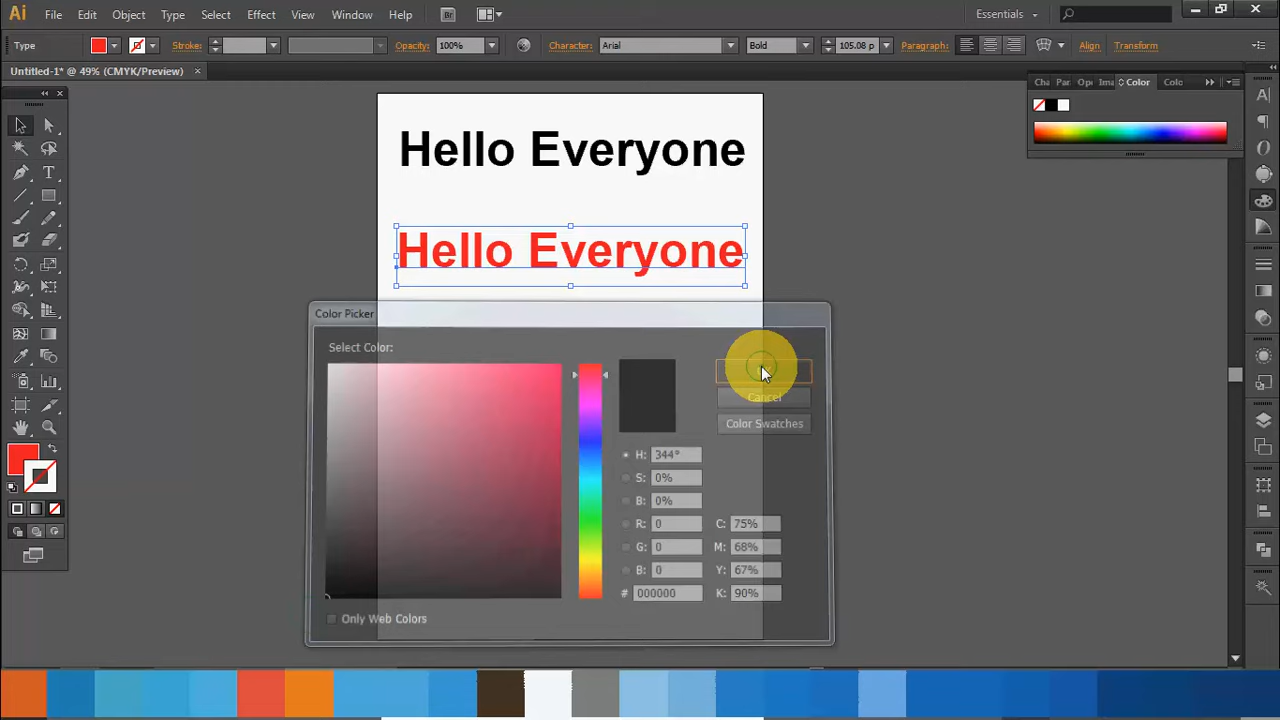 Ai File Edit Object Type Select Effect View Window Help Br Essentials
Type Stroke: Opacity: 100% Character: Arial Bold 105.08 p Paragraph: Align Transform
Untitled-1* @ 49% (CMYK/Preview)
Cha Par Op Ima Color Colo
Hello Everyone
Hello Everyone
Color Picker
Select Color:
Cancel
Color Swatches
H: 344°
S: 0%
B: 0%
R: 0 C: 75%
G: 0 M: 68%
B: 0 Y: 67%
# 000000 K: 90%
Only Web Colors